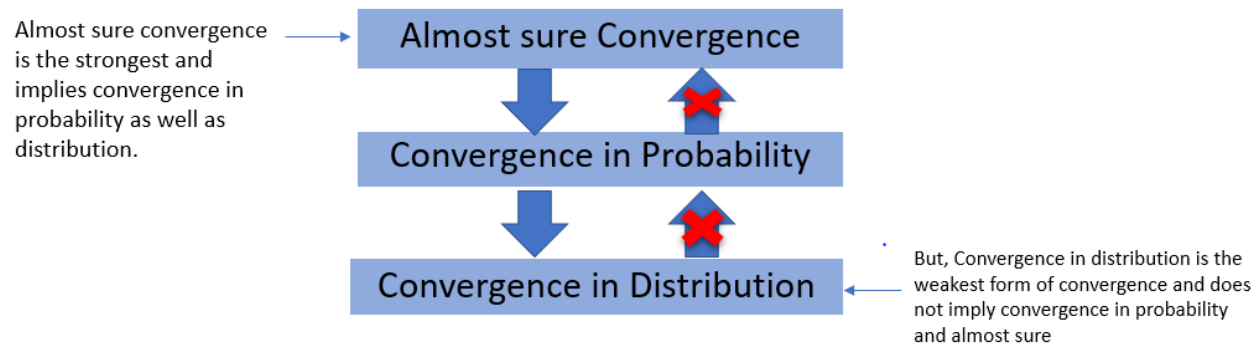 Almost sure convergence
is the strongest and
implies convergence in
probability as well as
distribution.
Almost sure Convergence
Convergence in Probability
Convergence in Distribution
But, Convergence in distribution is the
weakest form of convergence and does
not imply convergence in probability
and almost sure